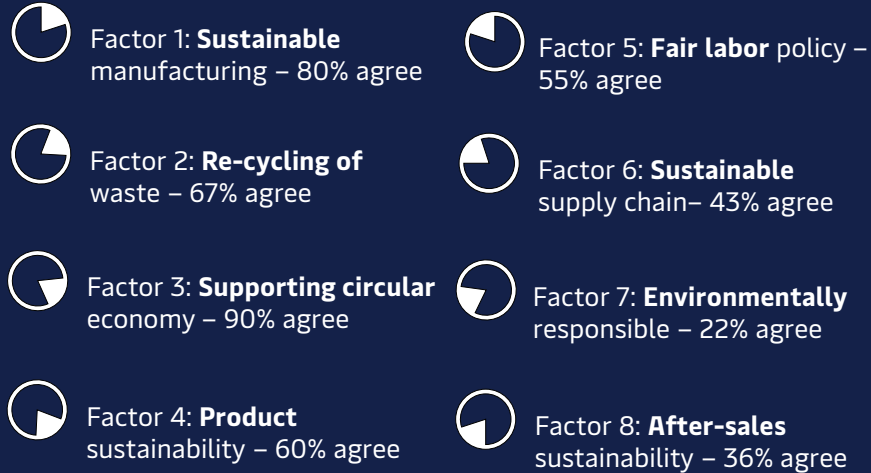 Factor 1: Sustainable
manufacturing – 80% agree
Factor 2: Re-cycling of
waste – 67% agree
Factor 3: Supporting circular
economy – 90% agree
Factor 4: Product
sustainability – 60% agree
Factor 5: Fair labor policy –
55% agree
Factor 6: Sustainable
supply chain– 43% agree
Factor 7: Environmentally
responsible – 22% agree
Factor 8: After-sales
sustainability – 36% agree